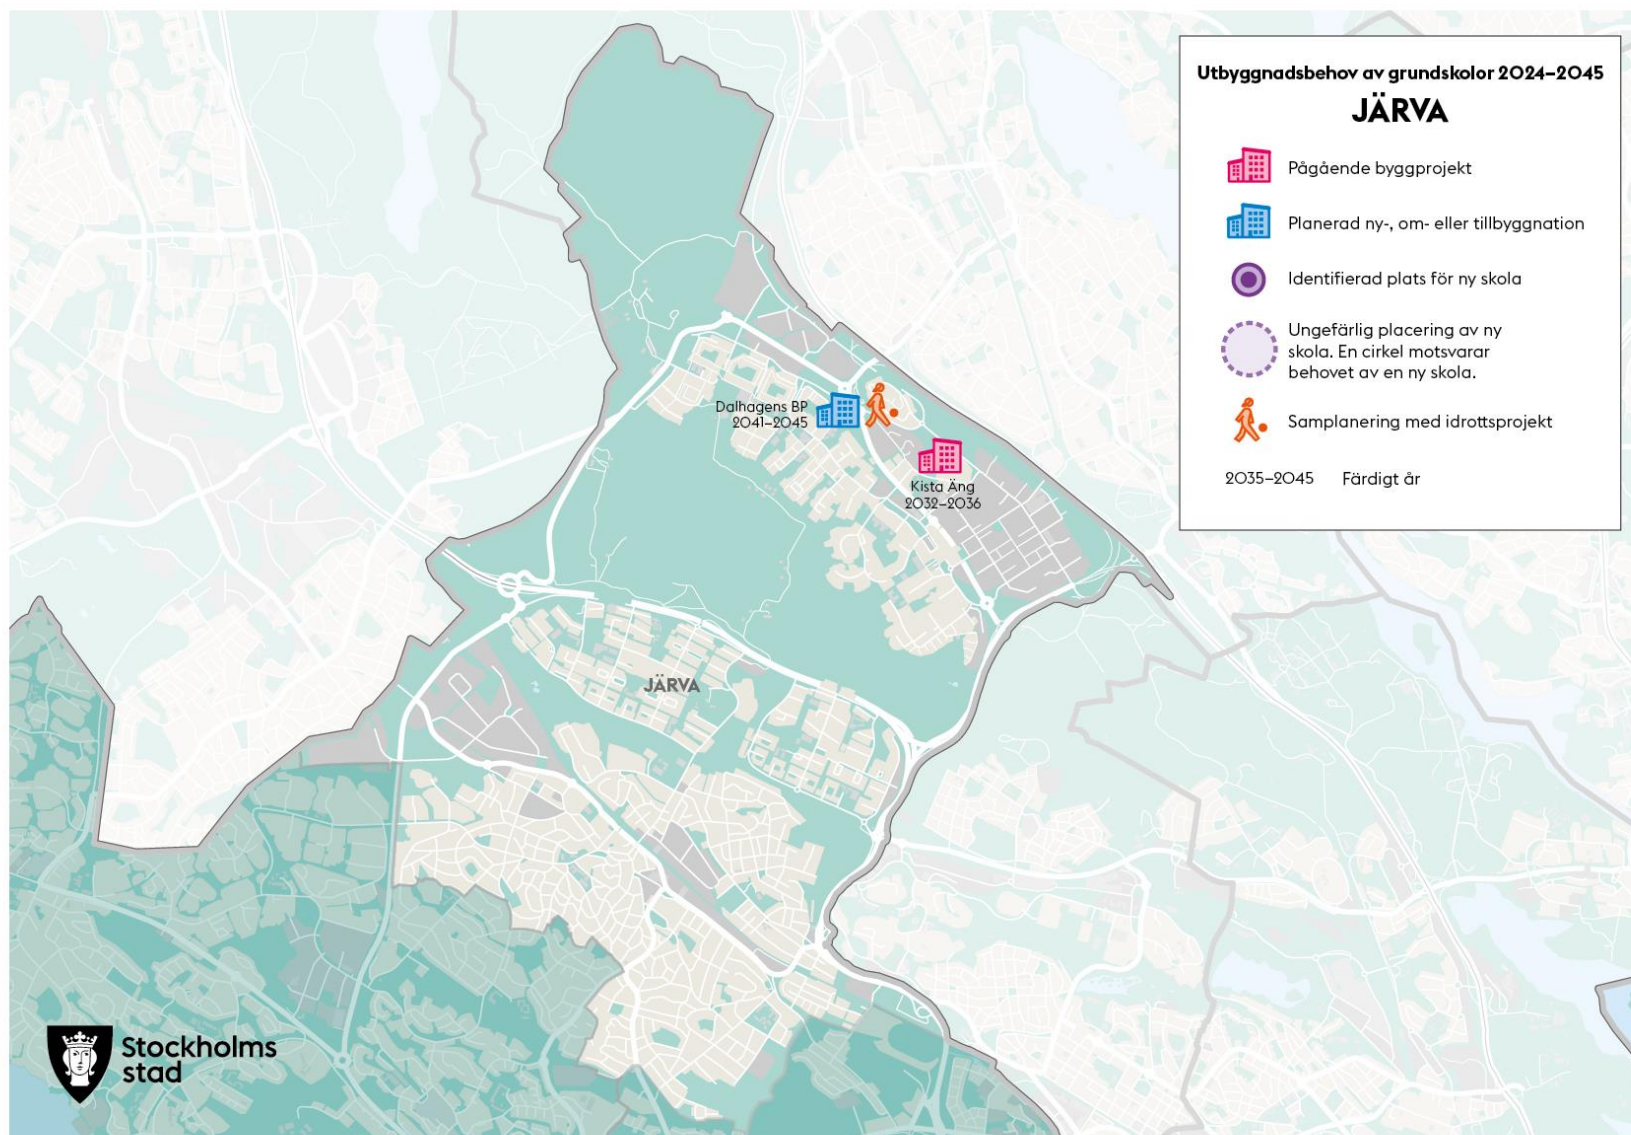 Utbyggnadsbehov av grundskolor 2024–2045
JÄRVA
Pågående byggprojekt
Planerad ny-, om- eller tillbyggnation
Identifierad plats för ny skola
Ungefärlig placering av ny
skola. En cirkel motsvarar
behovet av en ny skola.
Samplanering med idrottsprojekt
2035–2045 Färdigt år
Dalhagens BP
2041–2045
Kista Äng
2032–2036
JÄRVA
Stockholms
stad